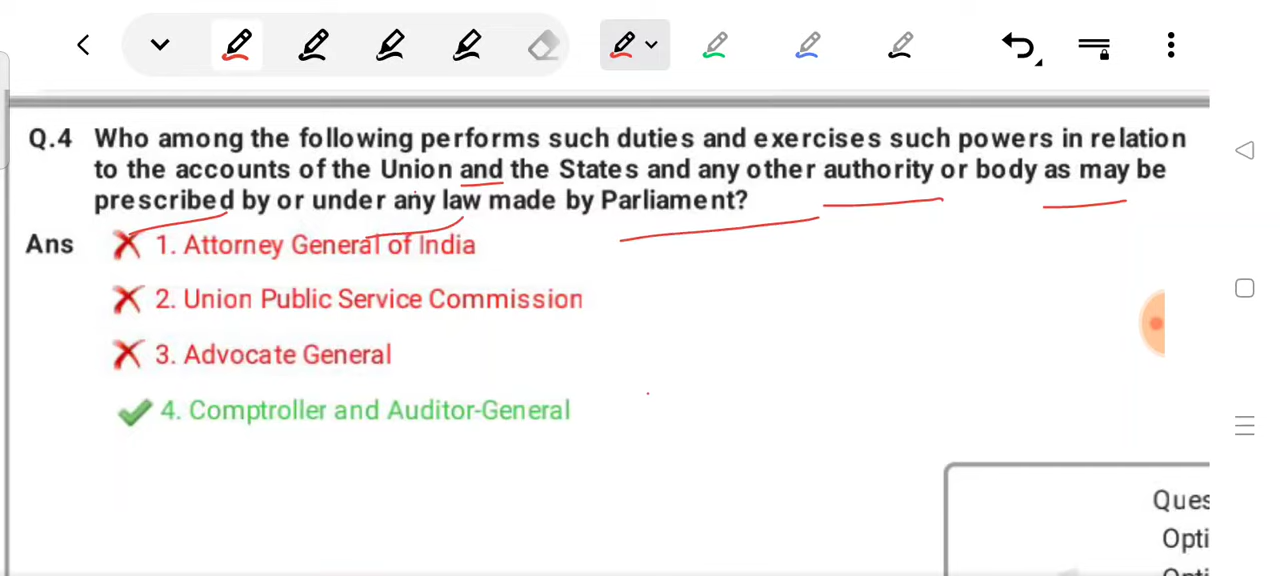 Q.4 Who among the following performs such duties and exercises such powers in relation
to the accounts of the Union and the States and any other authority or body as may be
prescribed by or under any law made by Parliament?
Ans 1. Attorney General of India
2. Union Public Service Commission
3. Advocate General
4. Comptroller and Auditor-General
Ques
Opti